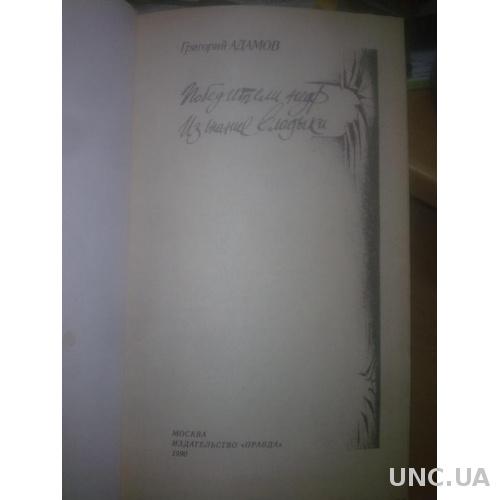 Григорий АДАМОВ
Победители недр
Изгнание владыки
МОСКВА
ИЗДАТЕЛЬСТВО «ПРАВДА»
1990
UNC.UA